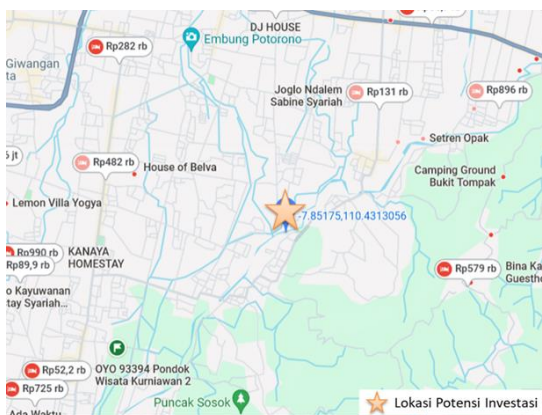 DJ HOUSE
Embung Potorono
Rp282 rb
Giwangan
Joglo Ndalem
Sabine Syariah
Rp131 rb
Rp896 rb
Setren Opak
Camping Ground
Bukit Tompak
Rp482 rb
House of Belva
Lemon Villa Yogya
-7.85175,110.4313056
Rp990 rb
Rp89,9 rb
KANAYA
HOMESTAY
Rp579 rb
Bina Ka
Guesthc
o Kayuwanan
tay Syariah...
OYO 93394 Pondok
Wisata Kurniawan 2
Rp52,2 rb
Rp725 rb
Puncak Sosok
Ada Waktu
Lokasi Potensi Investasi